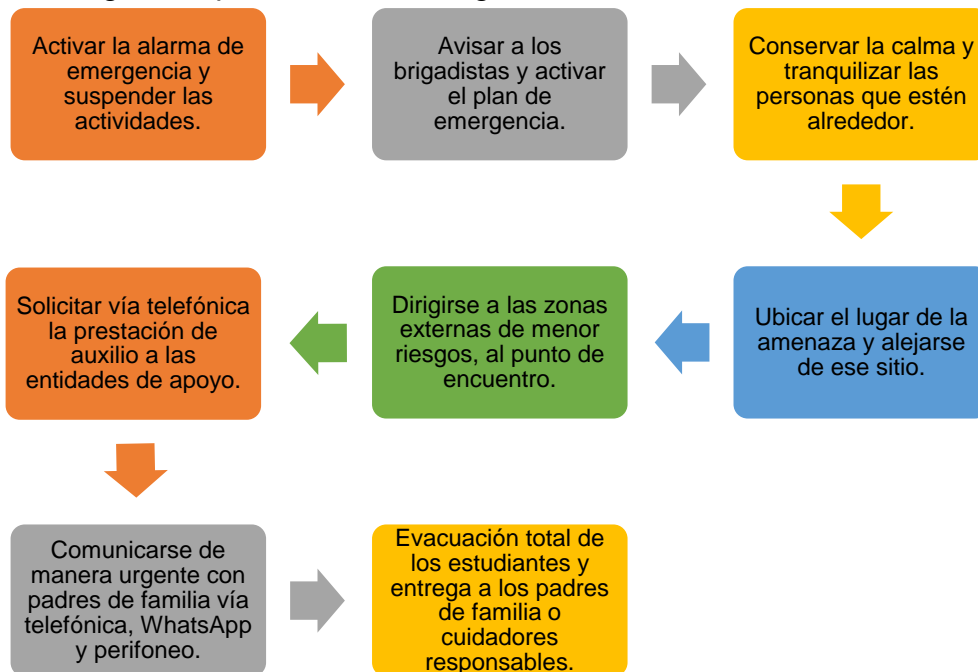 Activar la alarma de
emergencia y
suspender las
actividades.
Avisar a los
brigadistas y activar
el plan de
emergencia.
Conservar la calma y
tranquilizar las
personas que estén
alrededor.
Ubicar el lugar de la
amenaza y alejarse
de ese sitio.
Dirigirse a las zonas
externas de menor
riesgos, al punto de
encuentro.
Solicitar vía telefónica
la prestación de
auxilio a las
entidades de apoyo.
Comunicarse de
manera urgente con
padres de familia vía
telefónica, WhatsApp
y perifoneo.
Evacuación total de
los estudiantes y
entrega a los padres
de familia o
cuidadores
responsables.